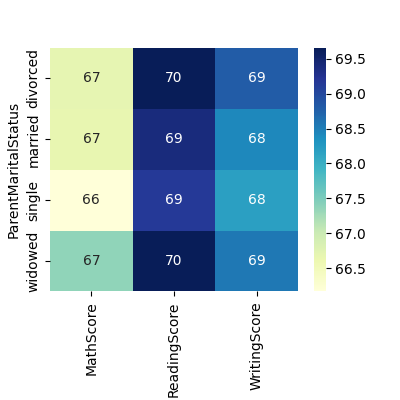 ParentMaritalStatus
divorced 67 70 69
married 67 69 68
single 66 69 68
widowed 67 70 69
MathScore
ReadingScore
WritingScore
69.5
69.0
68.5
68.0
67.5
67.0
66.5